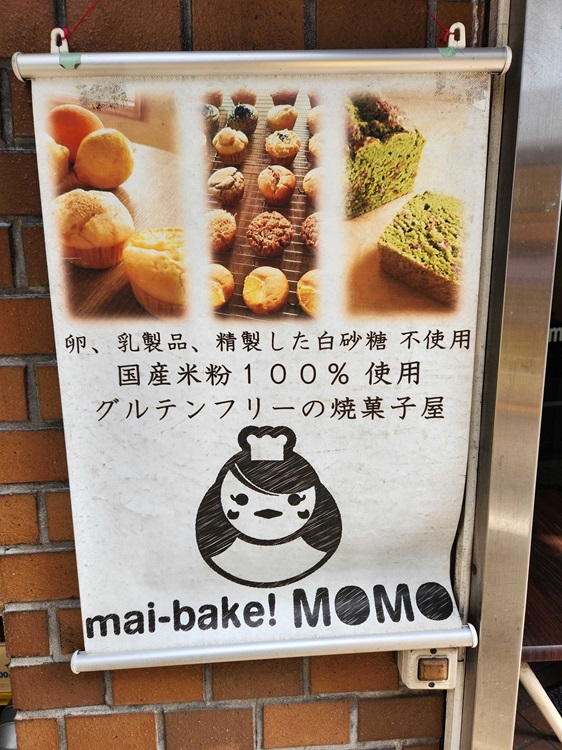 卵、乳製品、精製した白砂糖 不使用
国産米粉１００％ 使用
グルテンフリーの焼菓子屋
mai-bake! MOMO